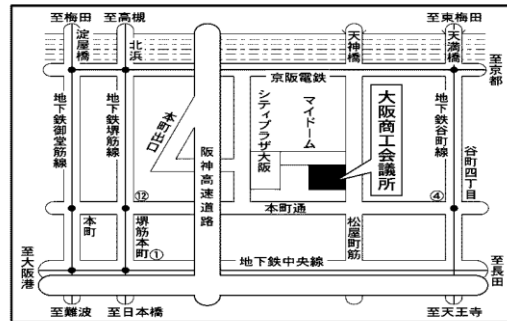 至梅田
至高槻
至東梅田
淀屋橋
北浜
天神橋
天満橋
京阪電鉄
至京都
地下鉄御堂筋線
地下鉄堺筋線
本町出口
阪神高速道路
シティプラザ大阪
マイドーム
大阪商工会議所
地下鉄谷町線
谷町四丁目
⑫
④
本町通
本町
堺筋本町
①
松屋町筋
地下鉄中央線
至大阪港
至長田
至難波
至日本橋
至天王寺